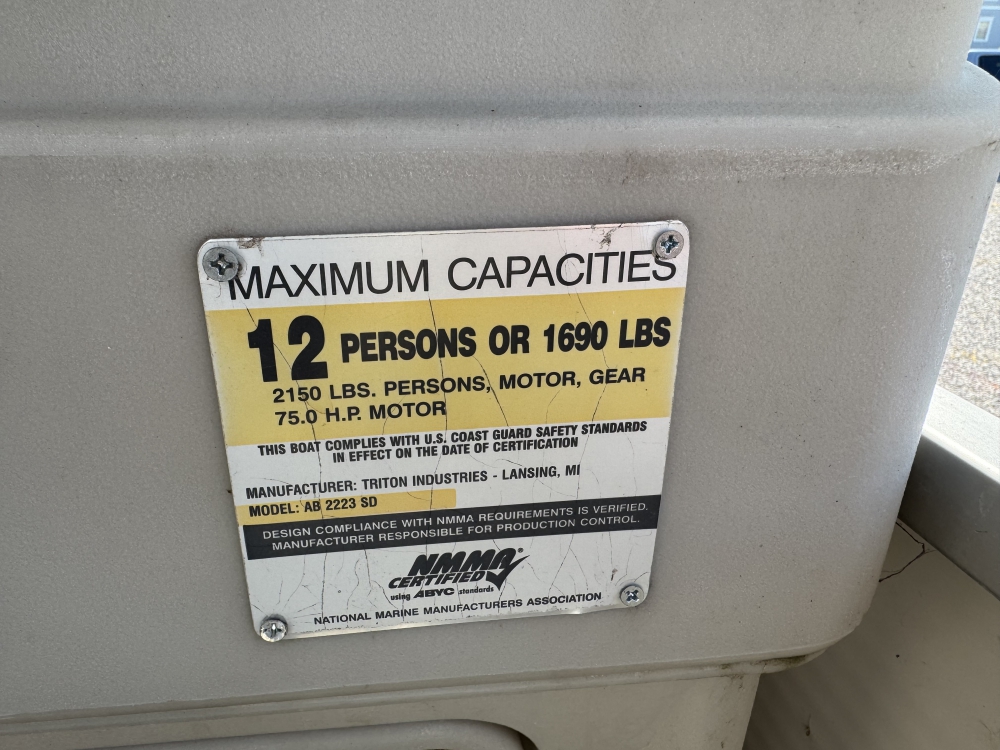 MAXIMUM CAPACITIES
12 PERSONS OR 1690 LBS
2150 LBS. PERSONS, MOTOR, GEAR
75.0 H.P. MOTOR
THIS BOAT COMPLIES WITH U.S. COAST GUARD SAFETY STANDARDS
IN EFFECT ON THE DATE OF CERTIFICATION
MANUFACTURER: TRITON INDUSTRIES - LANSING, MI
MODEL: AB 2223 SD
DESIGN COMPLIANCE WITH NMMA REQUIREMENTS IS VERIFIED.
MANUFACTURER RESPONSIBLE FOR PRODUCTION CONTROL.
NMMA®
CERTIFIED
using ABYC standards
NATIONAL MARINE MANUFACTURERS ASSOCIATION